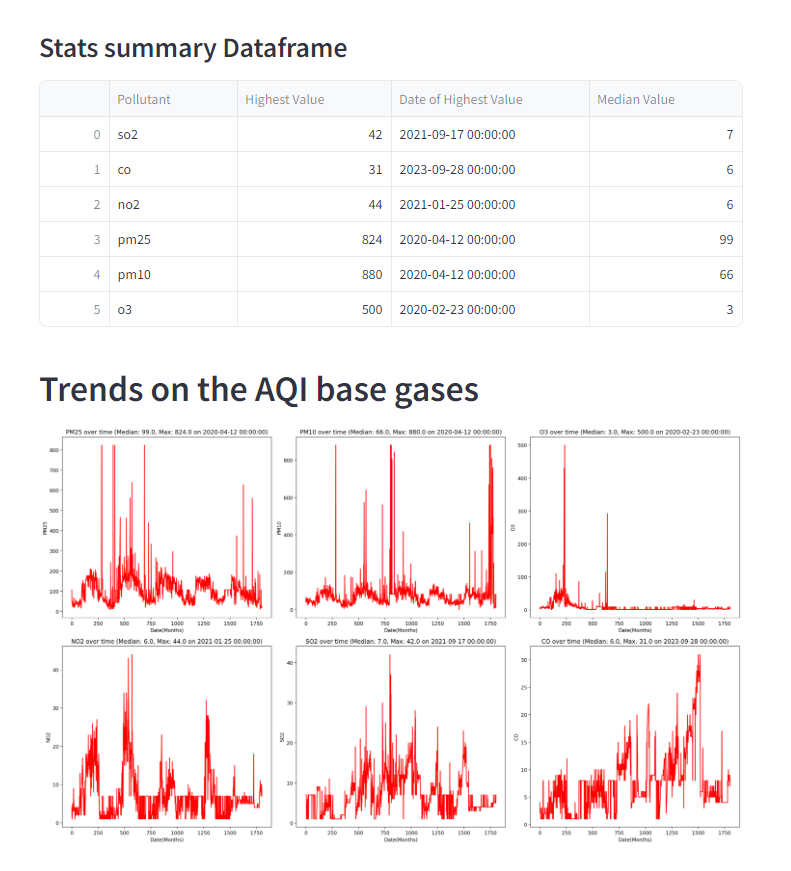 Stats summary Dataframe
Pollutant Highest Value Date of Highest Value Median Value
0 so2 42 2021-09-17 00:00:00 7
1 co 31 2023-09-28 00:00:00 6
2 no2 44 2021-01-25 00:00:00 6
3 pm25 824 2020-04-12 00:00:00 99
4 pm10 880 2020-04-12 00:00:00 66
5 o3 500 2020-02-23 00:00:00 3
Trends on the AQI base gases
PM25 over time (Median: 99.0, Max: 824.0 on 2020-04-12 00:00:00)
800
700
600
500
400
300
200
100
0
PM25
0 250 500 750 1000 1250 1500 1750
Date(Months)
PM10 over time (Median: 66.0, Max: 880.0 on 2020-04-12 00:00:00)
800
600
400
200
0
PM10
0 250 500 750 1000 1250 1500 1750
Date(Months)
O3 over time (Median: 3.0, Max: 500.0 on 2020-02-23 00:00:00)
500
400
300
200
100
0
O3
0 250 500 750 1000 1250 1500 1750
Date(Months)
NO2 over time (Median: 6.0, Max: 44.0 on 2021-01-25 00:00:00)
40
30
20
10
0
NO2
0 250 500 750 1000 1250 1500 1750
Date(Months)
SO2 over time (Median: 7.0, Max: 42.0 on 2021-09-17 00:00:00)
40
30
20
10
0
SO2
0 250 500 750 1000 1250 1500 1750
Date(Months)
CO over time (Median: 6.0, Max: 31.0 on 2023-09-28 00:00:00)
30
25
20
15
10
5
0
CO
0 250 500 750 1000 1250 1500 1750
Date(Months)